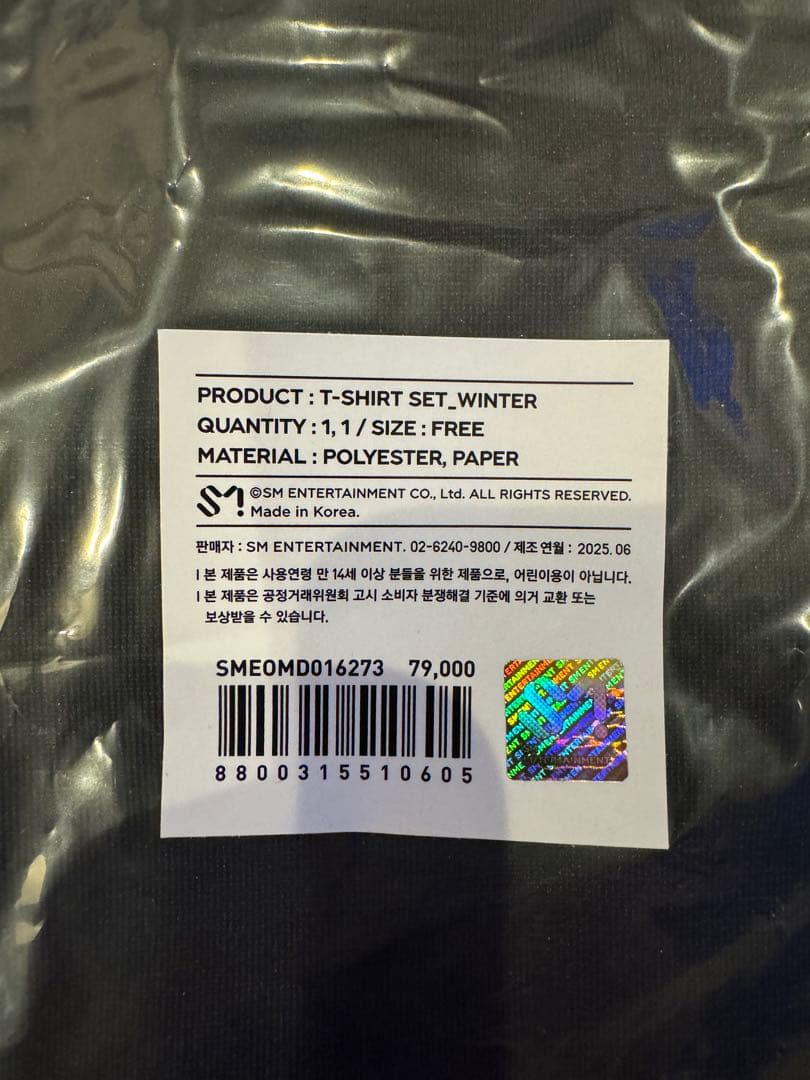 PRODUCT : T-SHIRT SET_WINTER
QUANTITY : 1, 1 / SIZE : FREE
MATERIAL : POLYESTER, PAPER
SM
©SM ENTERTAINMENT CO., Ltd. ALL RIGHTS RESERVED.
Made in Korea.
판매자 : SM ENTERTAINMENT. 02-6240-9800 / 제조연월 : 2025. 06
l 본 제품은 사용연령 만 14세 이상 분들을 위한 제품으로, 어린이용이 아닙니다.
l 본 제품은 공정거래위원회 고시 소비자 분쟁해결 기준에 의거 교환 또는
보상받을 수 있습니다.
SMEOMD016273 79,000
8800315510605